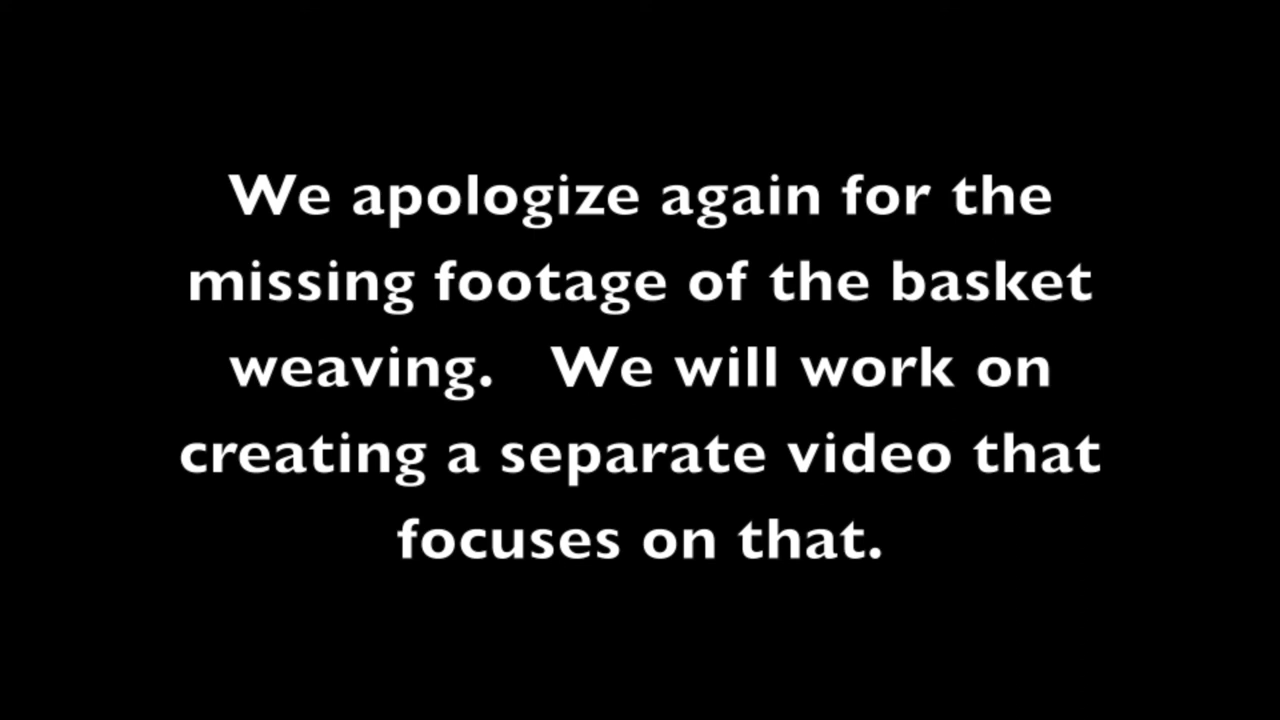 We apologize again for the
missing footage of the basket
weaving.   We will work on
creating a separate video that
focuses on that.